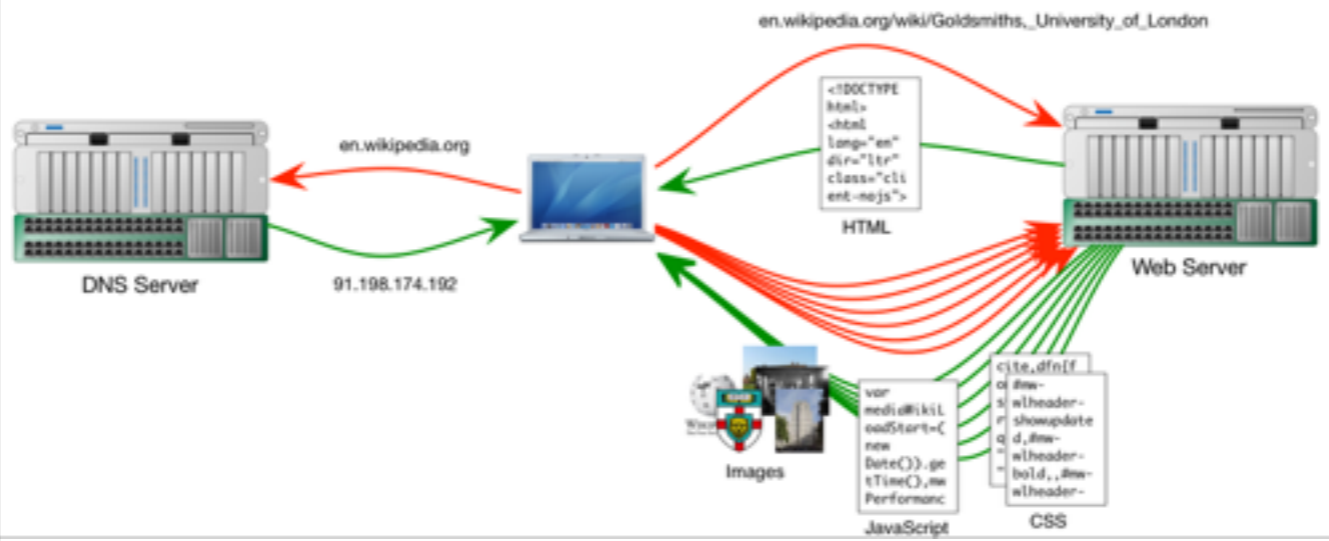 en.wikipedia.org/wiki/Goldsmiths,_University_of_London
en.wikipedia.org
DNS Server
91.198.174.192
<!DOCTYPE
html>
<html
lang="en"
dir="ltr"
class="cli
ent-nojs">
HTML
Web Server
Images
var
mediaWikiL
oadStart=(
new
Date()).ge
tTime(),mw
Performanc
JavaScript
cite,dfn{f
#mw-
wlheader-
showupdate
d,#mw-
wlheader-
bold,,#mw-
wlheader-
CSS